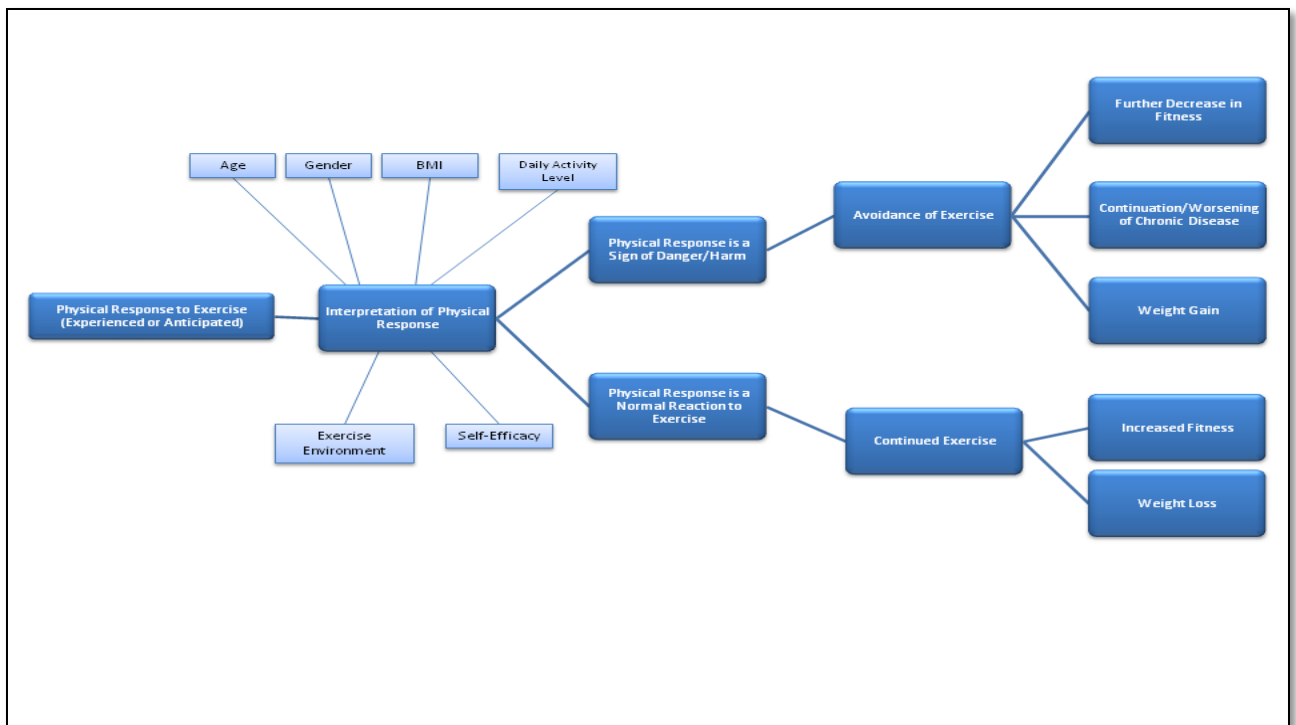 Further Decrease in
Fitness
Age
Gender
BMI
Daily Activity
Level
Avoidance of Exercise
Continuation/Worsening
of Chronic Disease
Physical Response is a
Sign of Danger/Harm
Physical Response to Exercise
(Experienced or Anticipated)
Interpretation of Physical
Response
Weight Gain
Physical Response is a
Normal Reaction to
Exercise
Exercise
Environment
Self-Efficacy
Continued Exercise
Increased Fitness
Weight Loss